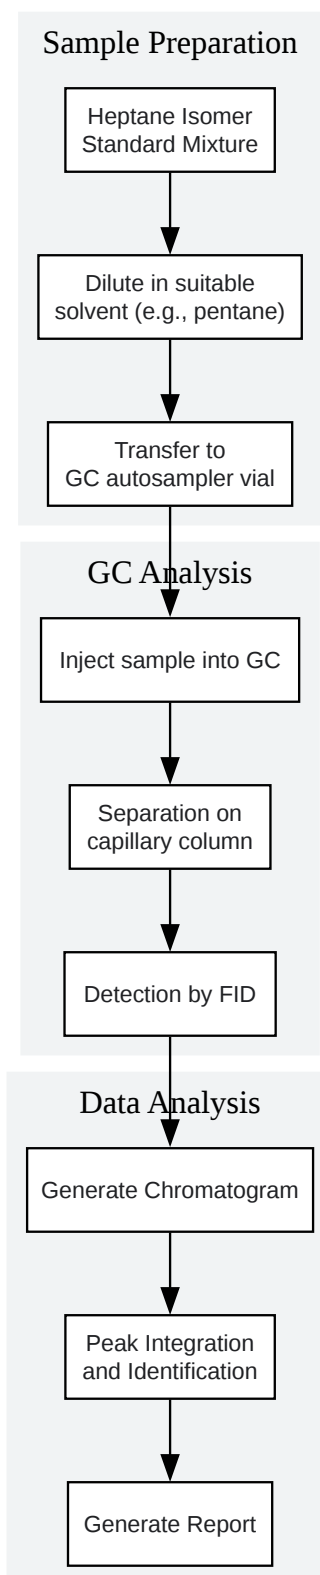 Sample Preparation
Heptane Isomer
Standard Mixture
Dilute in suitable
solvent (e.g., pentane)
Transfer to
GC autosampler vial
GC Analysis
Inject sample into GC
Separation on
capillary column
Detection by FID
Data Analysis
Generate Chromatogram
Peak Integration
and Identification
Generate Report